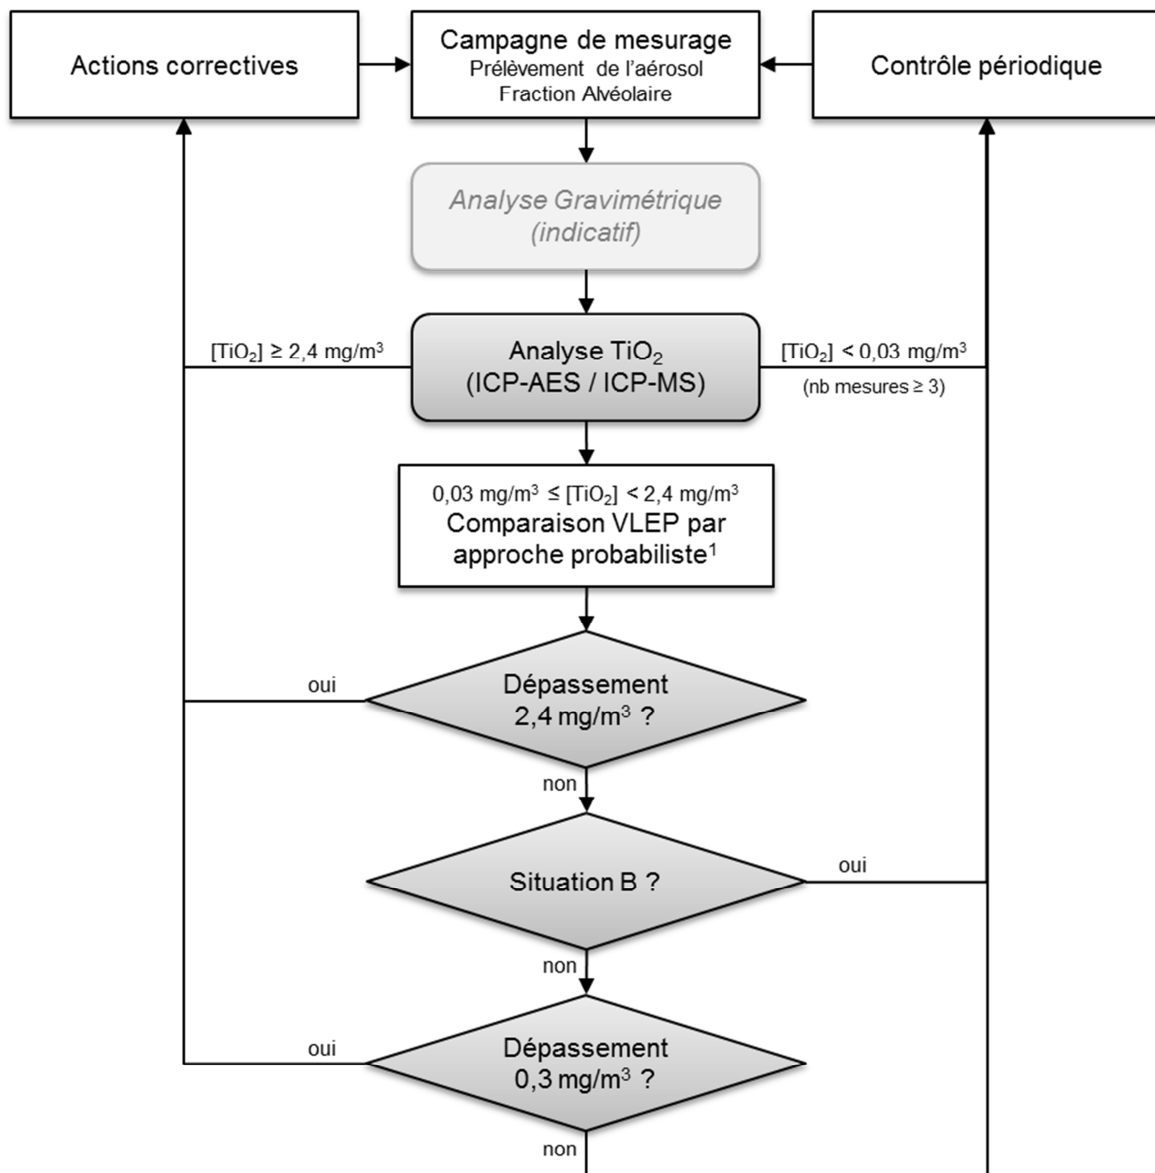 Actions correctives
Campagne de mesurage
Prélèvement de l'aérosol
Fraction Alvéolaire
Contrôle périodique
Analyse Gravimétrique
(indicatif)
[TiO₂] ≥ 2,4 mg/m³
Analyse TiO₂
(ICP-AES / ICP-MS)
[TiO₂] < 0,03 mg/m³
(nb mesures ≥ 3)
0,03 mg/m³ ≤ [TiO₂] < 2,4 mg/m³
Comparaison VLEP par
approche probabiliste¹
oui
Dépassement
2,4 mg/m³ ?
non
Situation B ?
oui
non
oui
Dépassement
0,3 mg/m³ ?
non